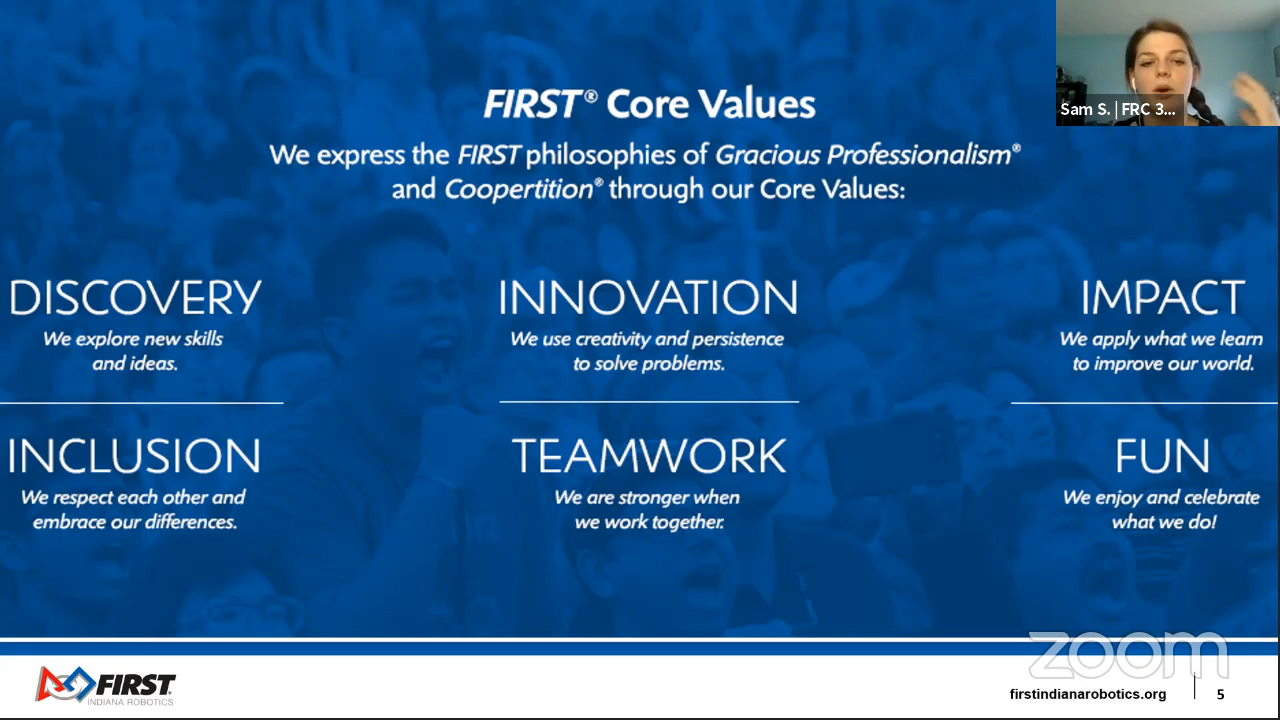 FIRST® Core Values
We express the FIRST philosophies of Gracious Professionalism®
and Coopertition® through our Core Values:
Sam S. | FRC 3...
DISCOVERY
We explore new skills
and ideas.
INNOVATION
We use creativity and persistence
to solve problems.
IMPACT
We apply what we learn
to improve our world.
INCLUSION
We respect each other and
embrace our differences.
TEAMWORK
We are stronger when
we work together.
FUN
We enjoy and celebrate
what we do!
zoom
FIRST
INDIANA ROBOTICS
firstindianarobotics.org | 5